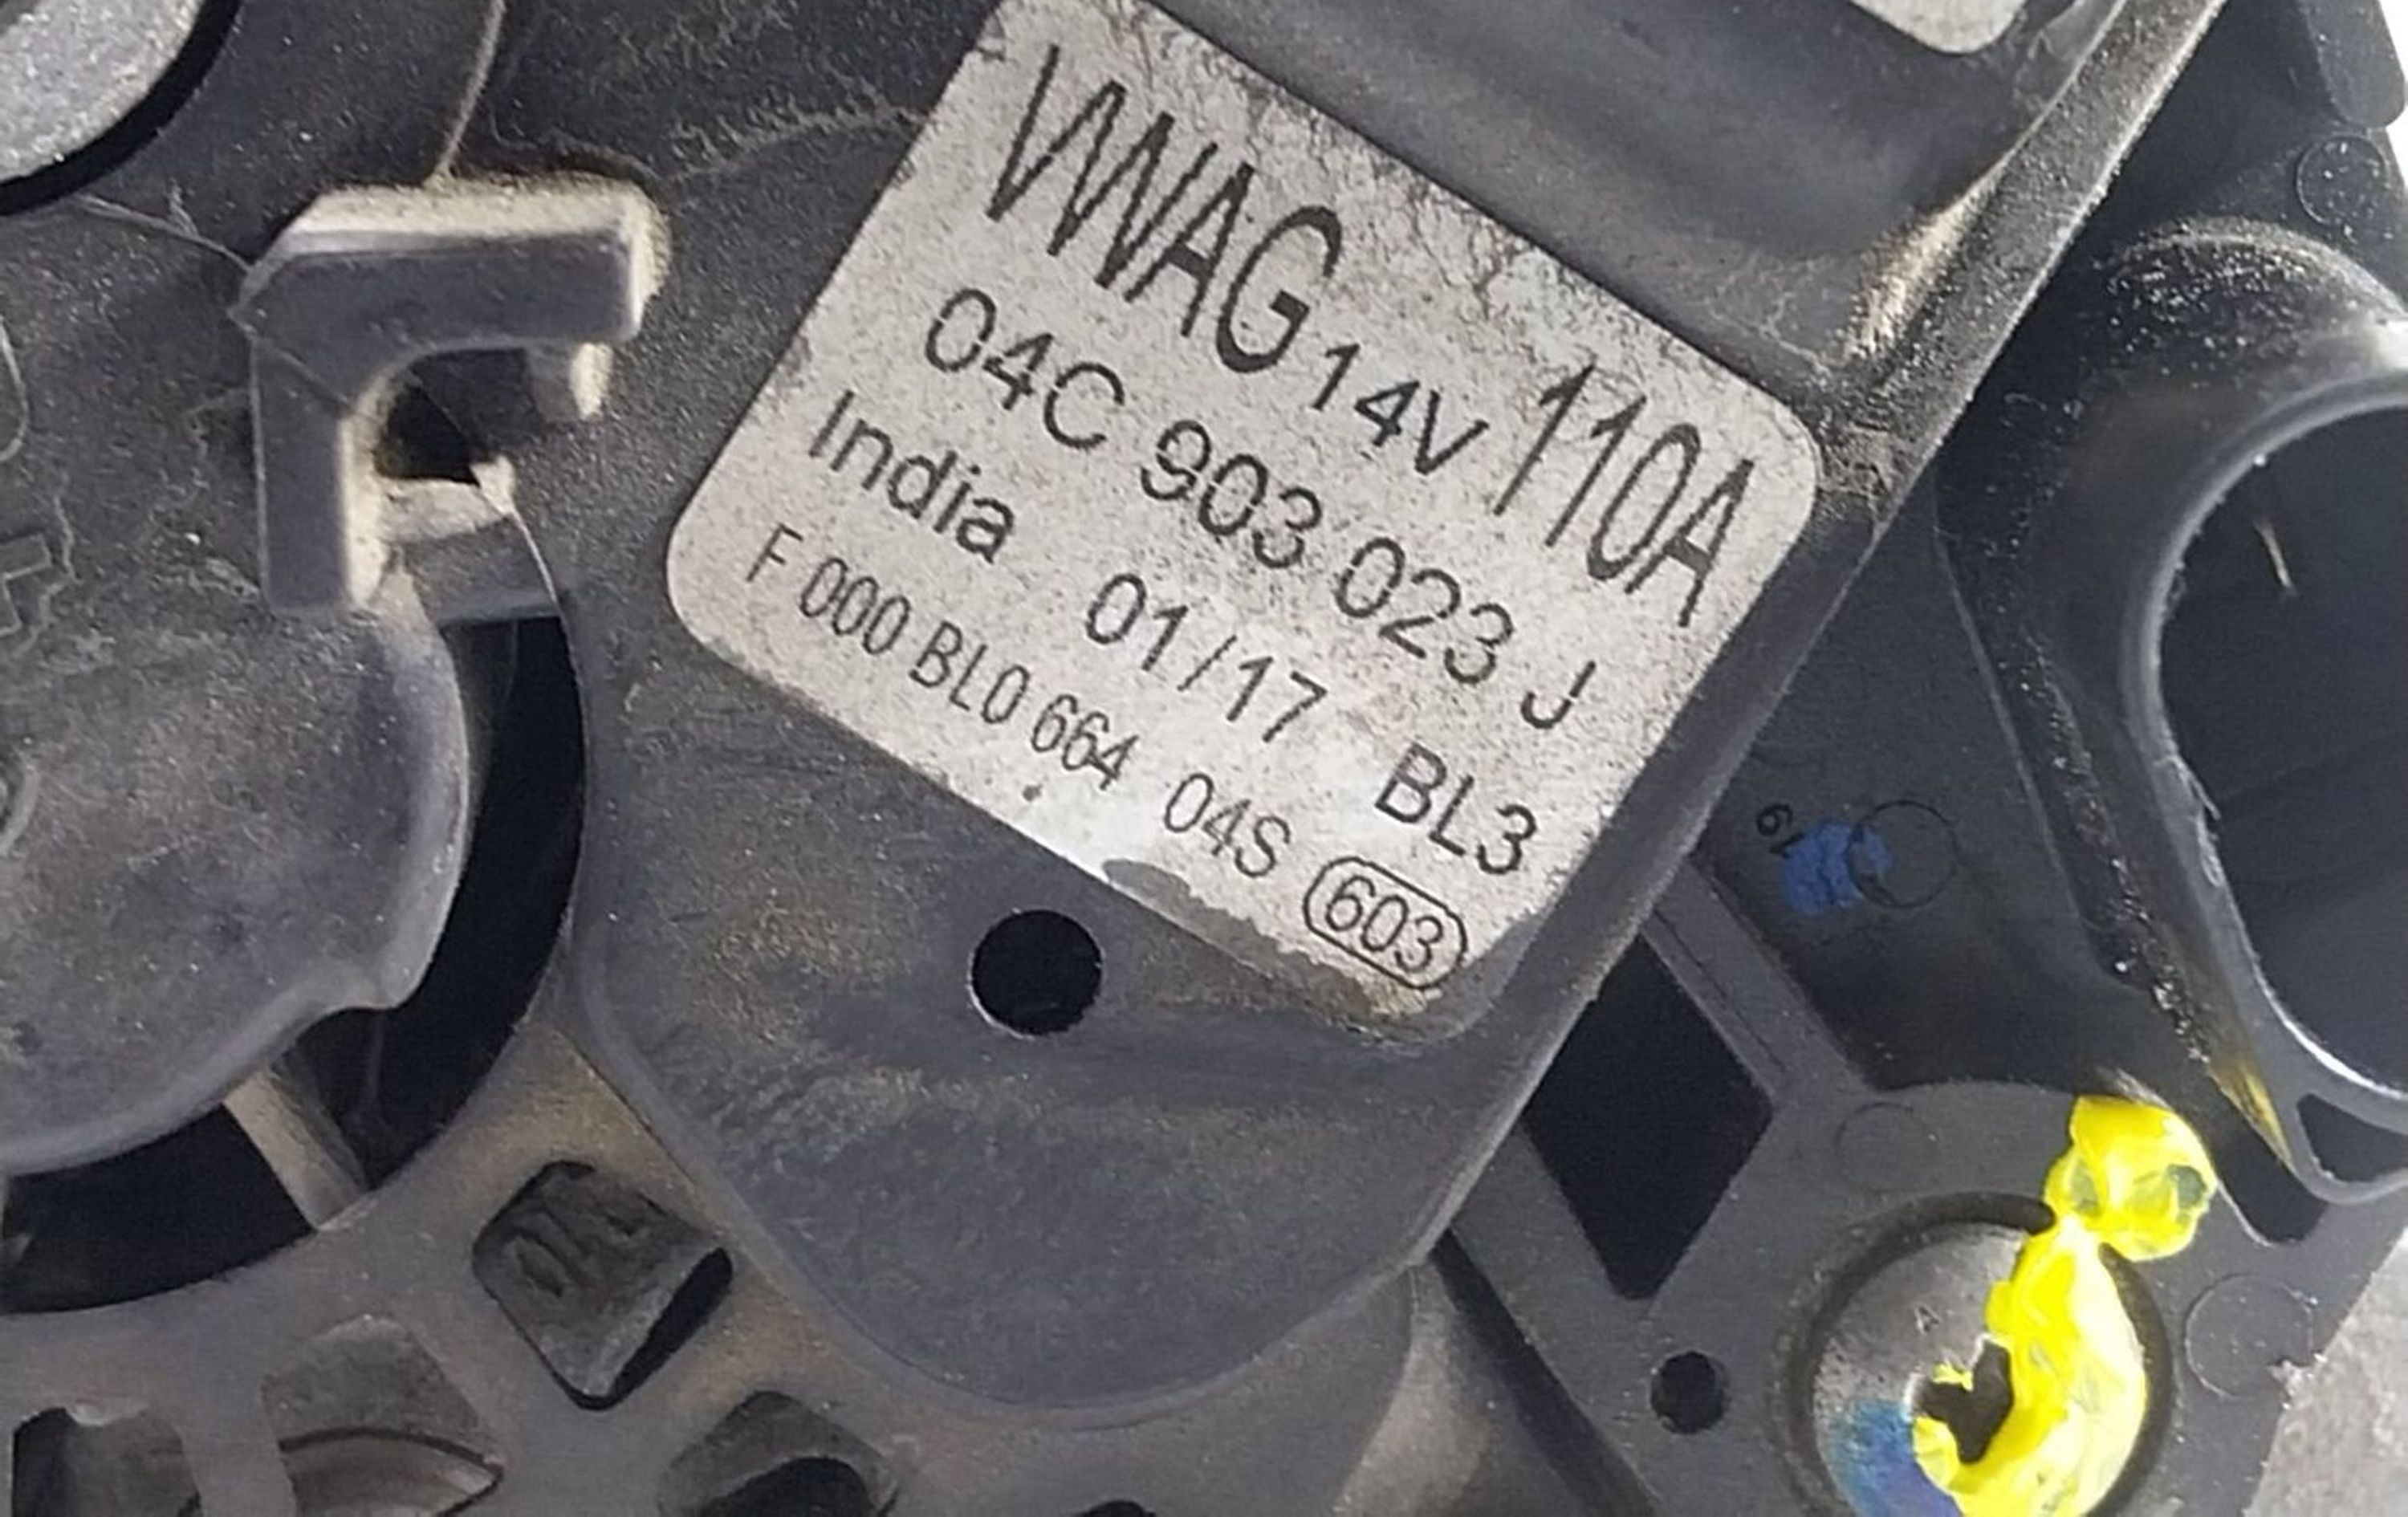 VWAG 14V 110A
04C 903 023 J
India 01/17 BL3
F 000 BL0 664 04S 603